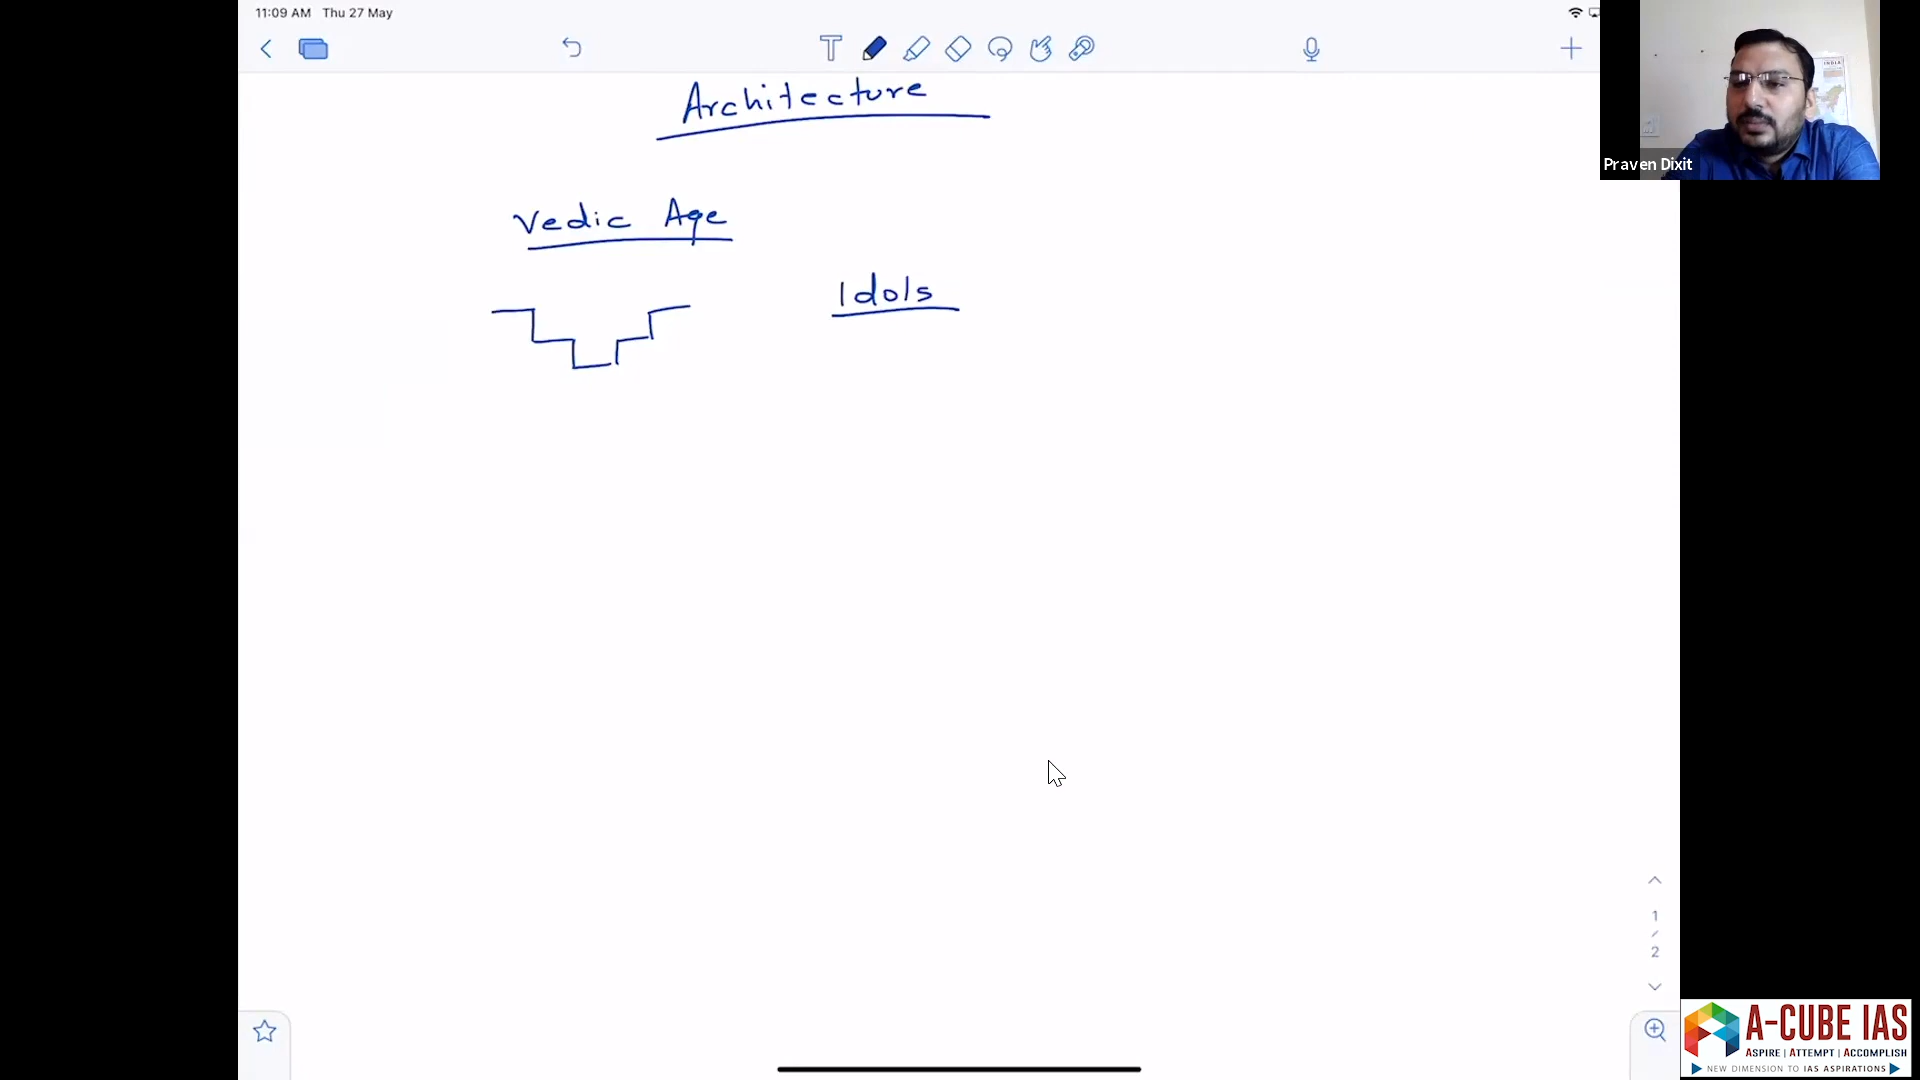 11:09 AM Thu 27 May
T
Architecture
Praven Dixit
Vedic Age
Idols
INDIA
1
2
A-CUBE IAS
ASPIRE | ATTEMPT | ACCOMPLISH
NEW DIMENSION TO IAS ASPIRATIONS